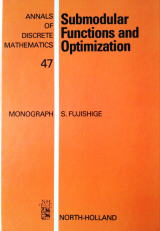 ANNALS
OF
DISCRETE
MATHEMATICS
47
Submodular
Functions and
Optimization
MONOGRAPH
S. FUJISHIGE
NORTH-HOLLAND